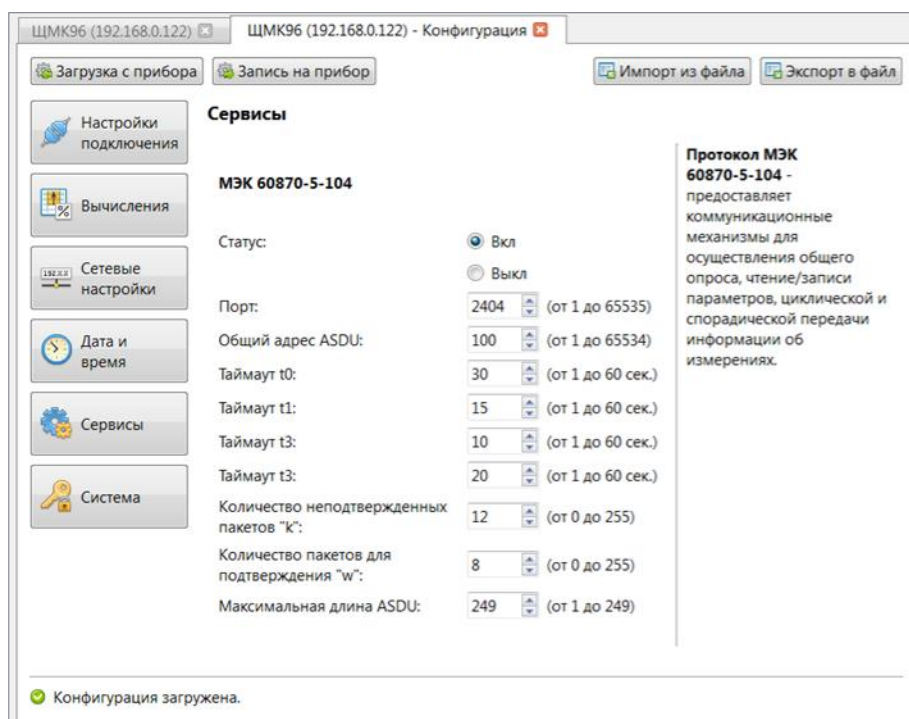 ЩМК96 (192.168.0.122)
ЩМК96 (192.168.0.122) - Конфигурация
Загрузка с прибора
Запись на прибор
Импорт из файла
Экспорт в файл
Настройки
подключения
Вычисления
Сетевые
настройки
Дата и
время
Сервисы
Система
Сервисы
МЭК 60870-5-104
Статус:
Вкл
Выкл
Порт: 2404 (от 1 до 65535)
Общий адрес ASDU: 100 (от 1 до 65534)
Таймаут t0: 30 (от 1 до 60 сек.)
Таймаут t1: 15 (от 1 до 60 сек.)
Таймаут t3: 10 (от 1 до 60 сек.)
Таймаут t3: 20 (от 1 до 60 сек.)
Количество неподтвержденных
пакетов "k": 12 (от 0 до 255)
Количество пакетов для
подтверждения "w": 8 (от 0 до 255)
Максимальная длина ASDU: 249 (от 1 до 249)
Протокол МЭК
60870-5-104 -
предоставляет
коммуникационные
механизмы для
осуществления общего
опроса, чтение/записи
параметров, циклической и
спорадической передачи
информации об
измерениях.
Конфигурация загружена.